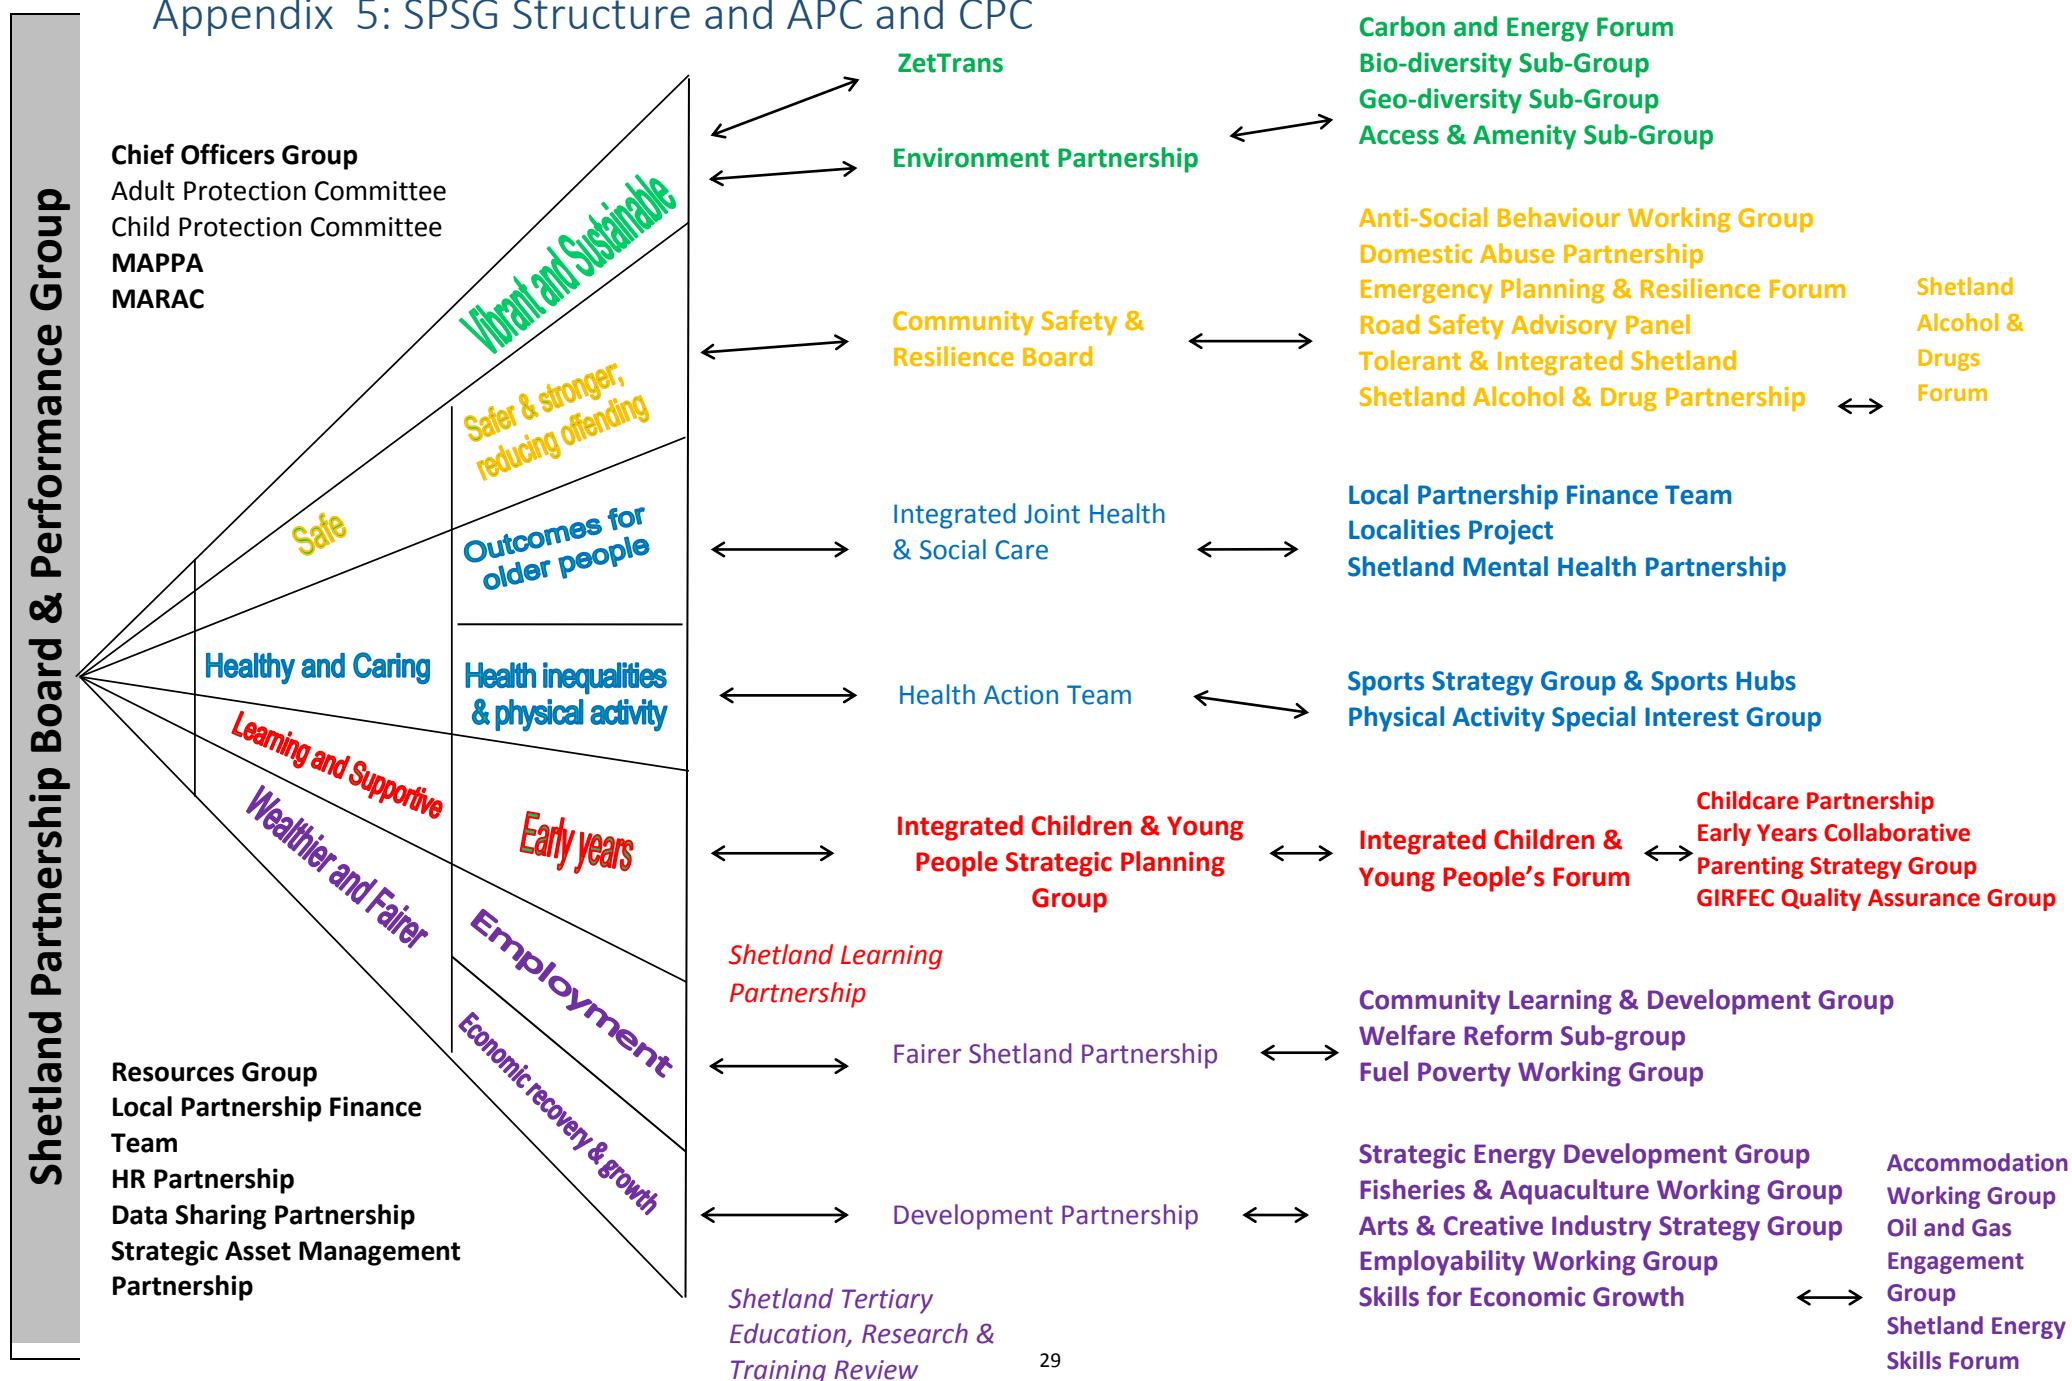 Appendix 5: SPSG Structure and APC and CPC
Shetland Partnership Board & Performance Group
Chief Officers Group
Adult Protection Committee
Child Protection Committee
MAPPA
MARAC
Vibrant and Sustainable
Safe
Safer & stronger;
reducing offending
Healthy and Caring
Outcomes for
older people
Health inequalities
& physical activity
Learning and Supportive
Early years
Wealthier and Fairer
Employment
Economic recovery & growth
Resources Group
Local Partnership Finance
Team
HR Partnership
Data Sharing Partnership
Strategic Asset Management
Partnership
ZetTrans
Environment Partnership
Carbon and Energy Forum
Bio-diversity Sub-Group
Geo-diversity Sub-Group
Access & Amenity Sub-Group
Community Safety &
Resilience Board
Anti-Social Behaviour Working Group
Domestic Abuse Partnership
Emergency Planning & Resilience Forum
Road Safety Advisory Panel
Tolerant & Integrated Shetland
Shetland Alcohol & Drug Partnership
Shetland
Alcohol &
Drugs
Forum
Integrated Joint Health
& Social Care
Local Partnership Finance Team
Localities Project
Shetland Mental Health Partnership
Health Action Team
Sports Strategy Group & Sports Hubs
Physical Activity Special Interest Group
Integrated Children & Young
People Strategic Planning
Group
Integrated Children &
Young People’s Forum
Childcare Partnership
Early Years Collaborative
Parenting Strategy Group
GIRFEC Quality Assurance Group
Shetland Learning
Partnership
Fairer Shetland Partnership
Community Learning & Development Group
Welfare Reform Sub-group
Fuel Poverty Working Group
Development Partnership
Strategic Energy Development Group
Fisheries & Aquaculture Working Group
Arts & Creative Industry Strategy Group
Employability Working Group
Skills for Economic Growth
Accommodation
Working Group
Oil and Gas
Engagement
Group
Shetland Energy
Skills Forum
Shetland Tertiary
Education, Research &
Training Review
29